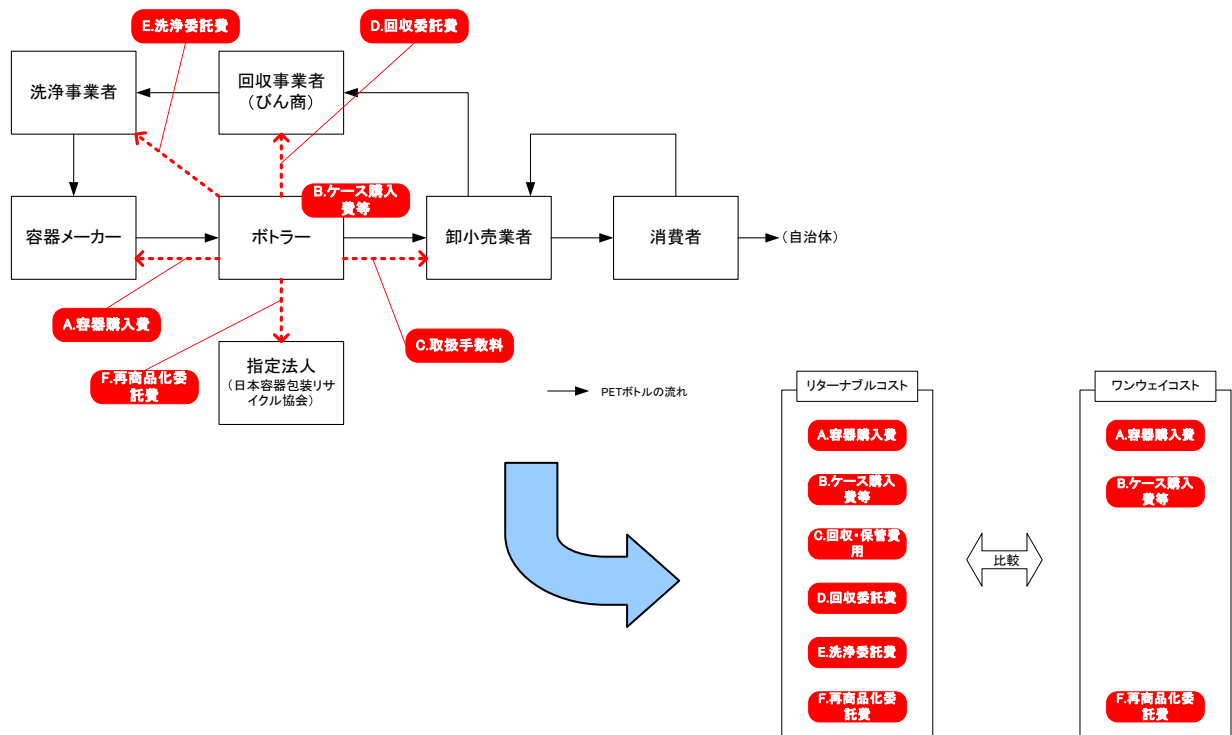 E.洗浄委託費
D.回収委託費
洗浄事業者
回収事業者
(びん商)
B.ケース購入
費等
容器メーカー
ボトラー
卸小売業者
消費者
(自治体)
A.容器購入費
C.取扱手数料
F.再商品化委
託費
指定法人
(日本容器包装リサ
イクル協会)
PETボトルの流れ
リターナブルコスト
ワンウェイコスト
A.容器購入費
A.容器購入費
B.ケース購入
費等
B.ケース購入
費等
C.回収・保管費
用
比較
D.回収委託費
E.洗浄委託費
F.再商品化委
託費
F.再商品化委
託費